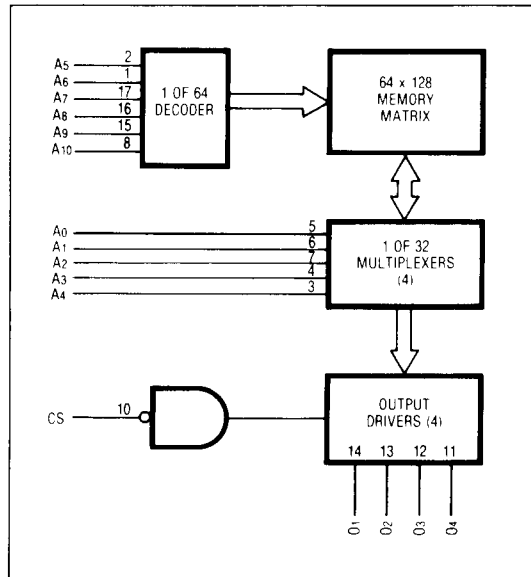 A5 2
A6 1
A7 17
A8 16
A9 15
A10 8
1 OF 64
DECODER
64 x 128
MEMORY
MATRIX
A0 5
A1 6
A2 7
A3 4
A4 3
1 OF 32
MULTIPLEXERS
(4)
CS 10
OUTPUT
DRIVERS (4)
14 13 12 11
O1 O2 O3 O4